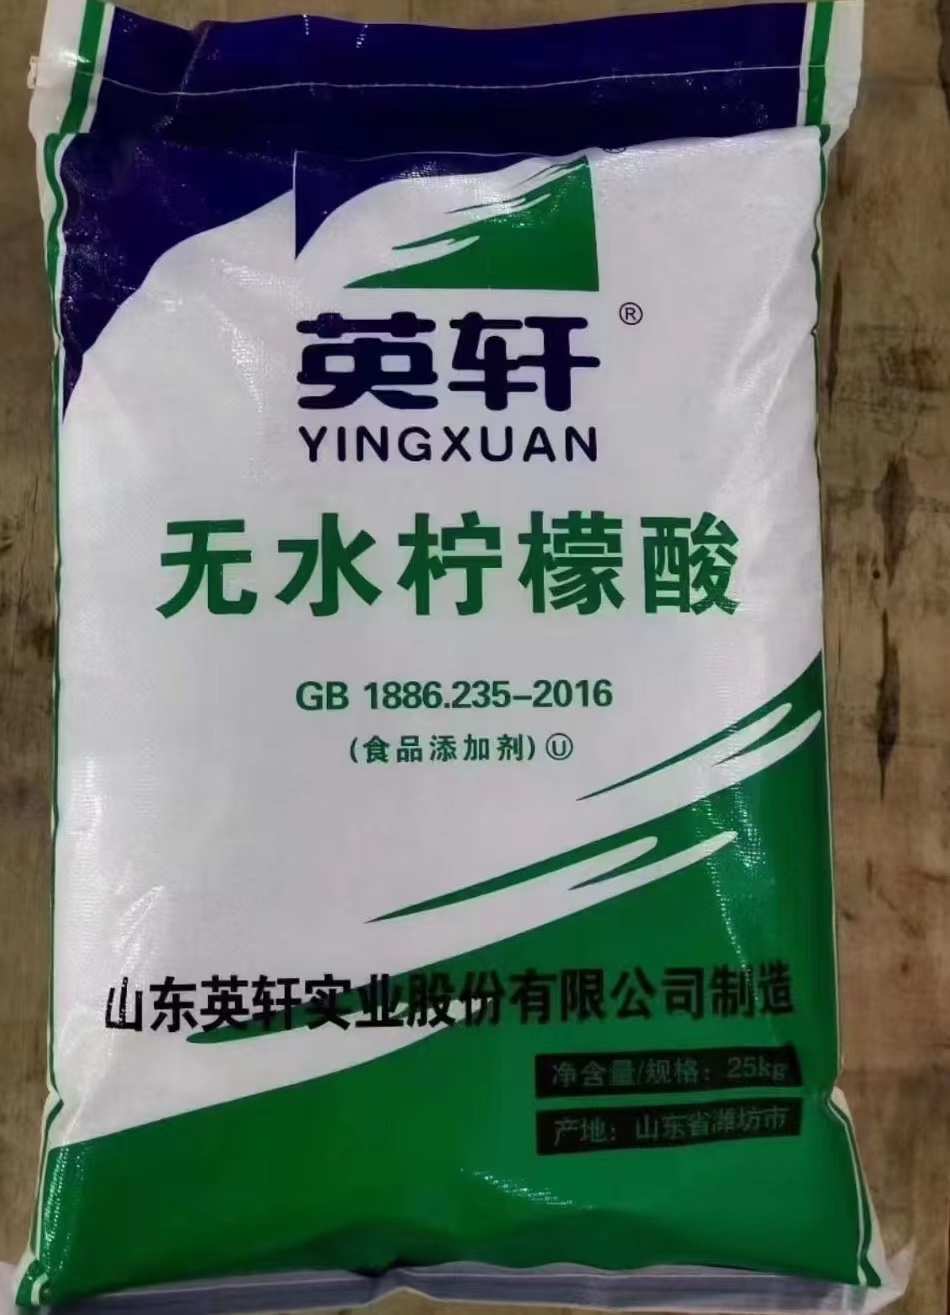 英轩®
YINGXUAN
无水柠檬酸
GB 1886.235-2016
(食品添加剂)Ⓤ
山东英轩实业股份有限公司制造
净含量/规格：25kg
产地：山东省潍坊市